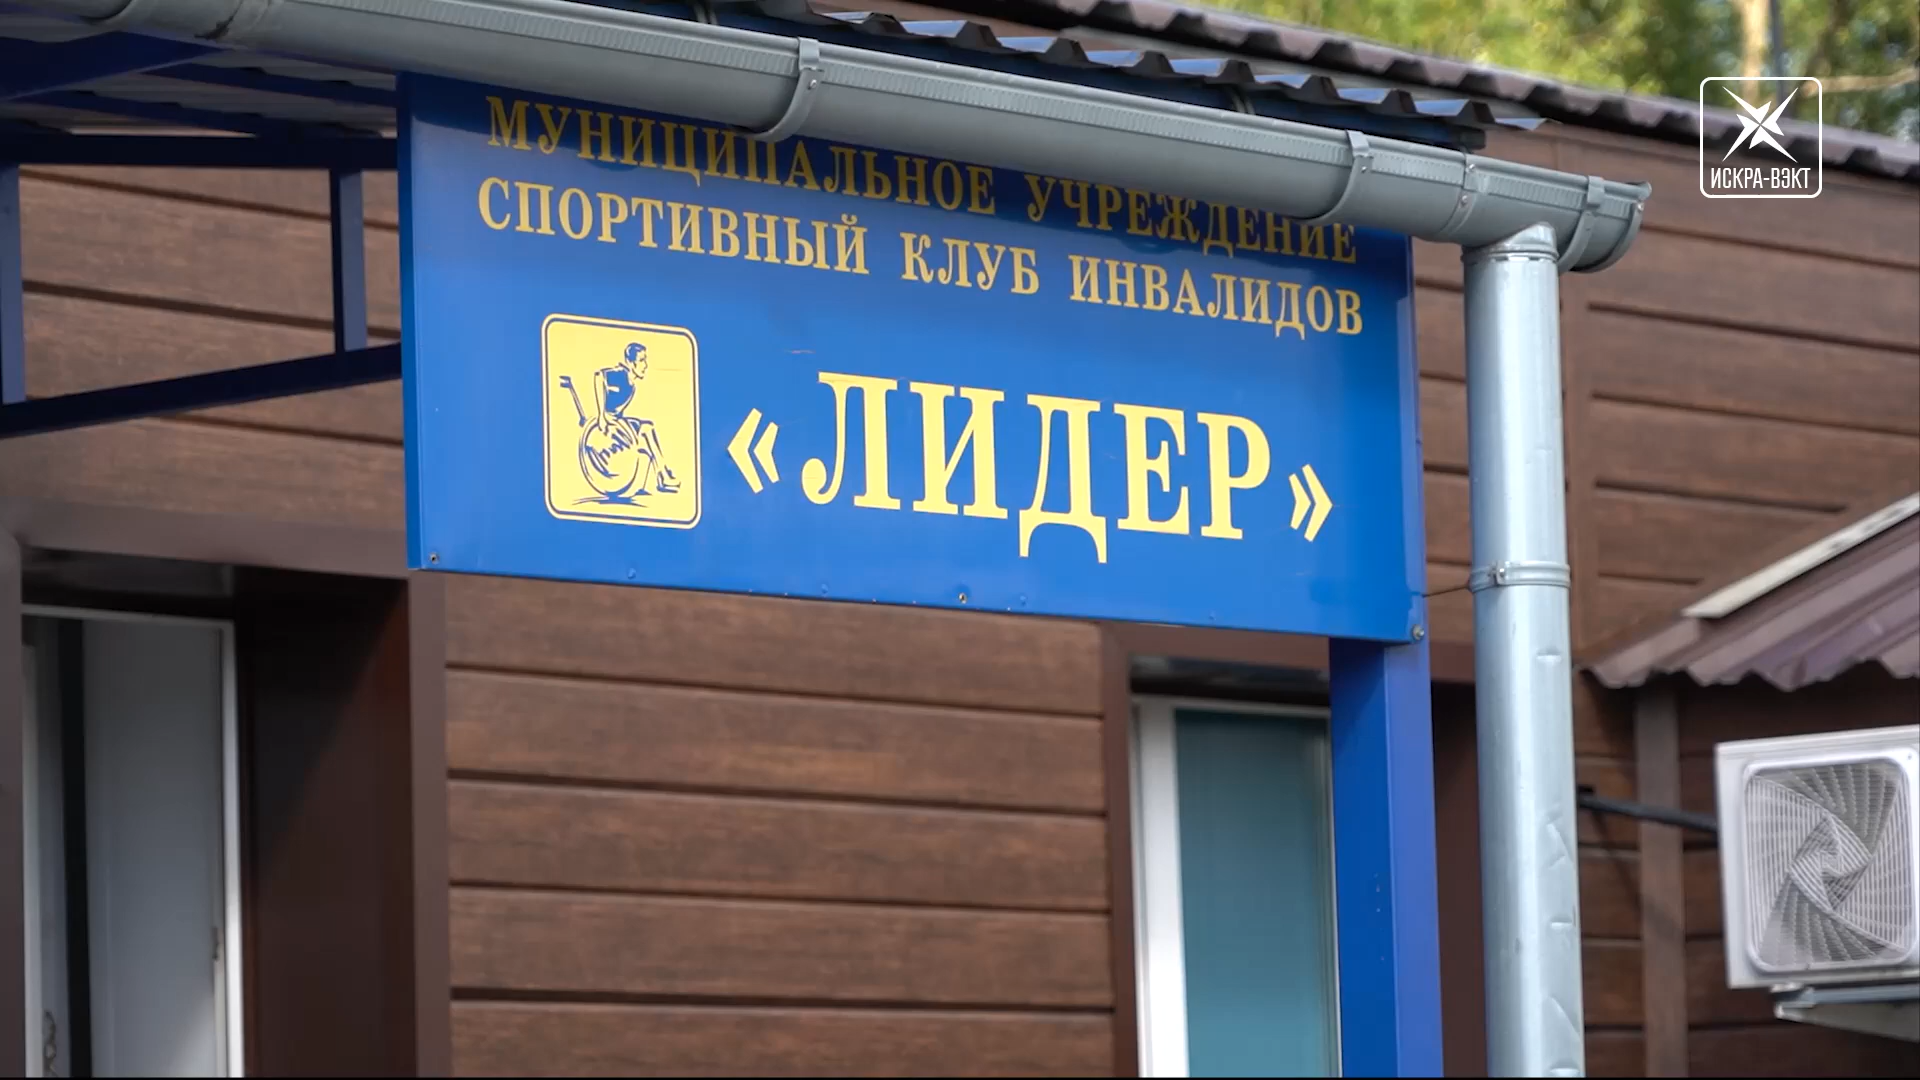 МУНИЦИПАЛЬНОЕ УЧРЕЖДЕНИЕ
СПОРТИВНЫЙ КЛУБ ИНВАЛИДОВ
«ЛИДЕР»
ИСКРА-ВЭКТ